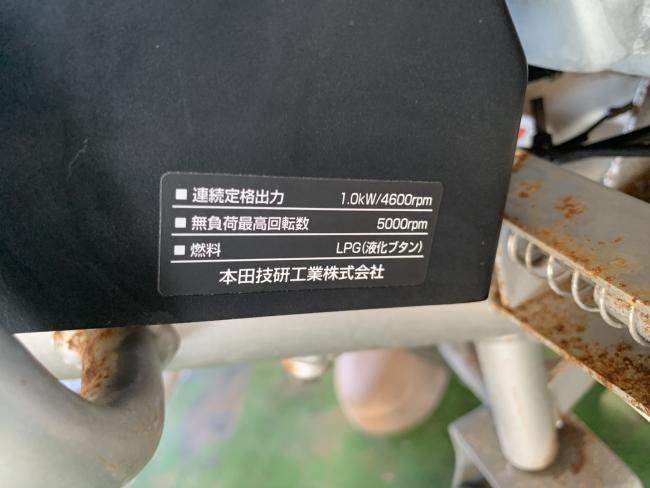 ■ 連続定格出力 1.0kW/4600rpm
■ 無負荷最高回転数 5000rpm
■ 燃料 LPG(液化ブタン)
本田技研工業株式会社